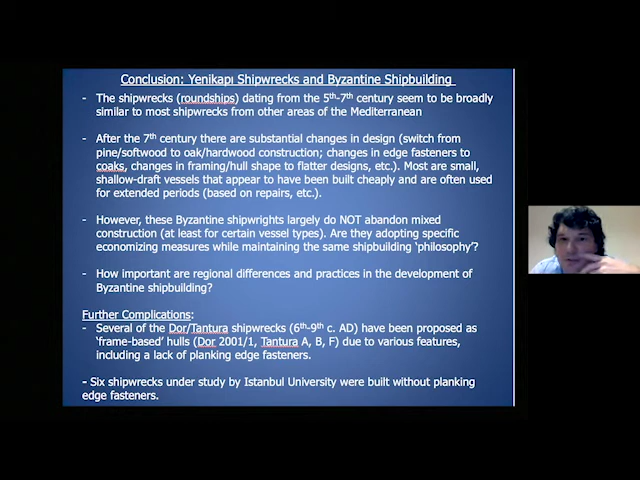 Conclusion: Yenikapı Shipwrecks and Byzantine Shipbuilding
- The shipwrecks (roundships) dating from the 5th-7th century seem to be broadly
similar to most shipwrecks from other areas of the Mediterranean
- After the 7th century there are substantial changes in design (switch from
pine/softwood to oak/hardwood construction; changes in edge fasteners to
coaks, changes in framing/hull shape to flatter designs, etc.). Most are small,
shallow-draft vessels that appear to have been built cheaply and are often used
for extended periods (based on repairs, etc.).
- However, these Byzantine shipwrights largely do NOT abandon mixed
construction (at least for certain vessel types). Are they adopting specific
economizing measures while maintaining the same shipbuilding ‘philosophy’?
- How important are regional differences and practices in the development of
Byzantine shipbuilding?
Further Complications:
- Several of the Dor/Tantura shipwrecks (6th-9th c. AD) have been proposed as
‘frame-based’ hulls (Dor 2001/1, Tantura A, B, F) due to various features,
including a lack of planking edge fasteners.
- Six shipwrecks under study by Istanbul University were built without planking
edge fasteners.